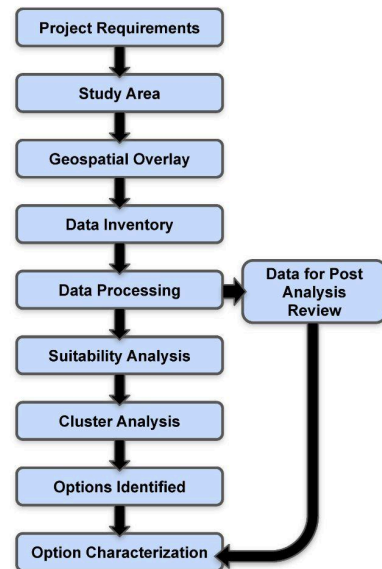 Project Requirements
Study Area
Geospatial Overlay
Data Inventory
Data Processing
Data for Post
Analysis
Review
Suitability Analysis
Cluster Analysis
Options Identified
Option Characterization